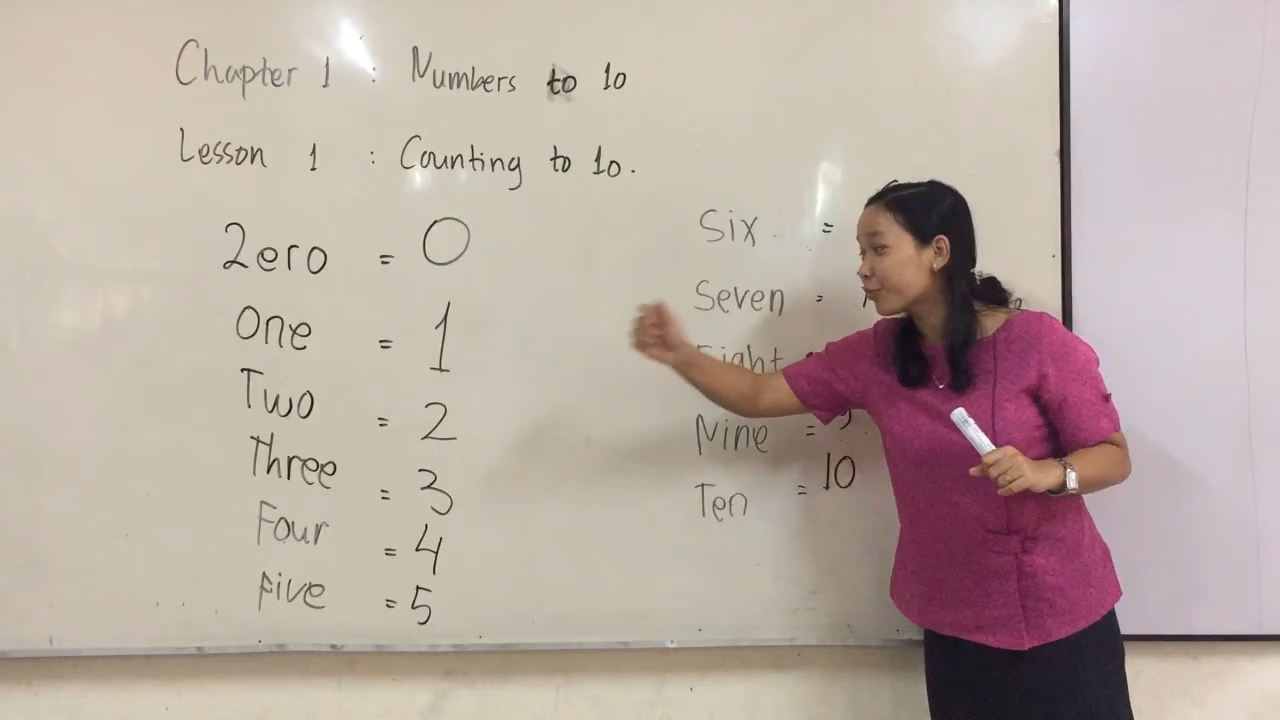 Chapter 1 : Numbers to 10
Lesson 1 : Counting to 10.
Zero = 0
One = 1
Two = 2
Three = 3
Four = 4
Five = 5
Six =
Seven =
Eight
Nine = 9
Ten = 10